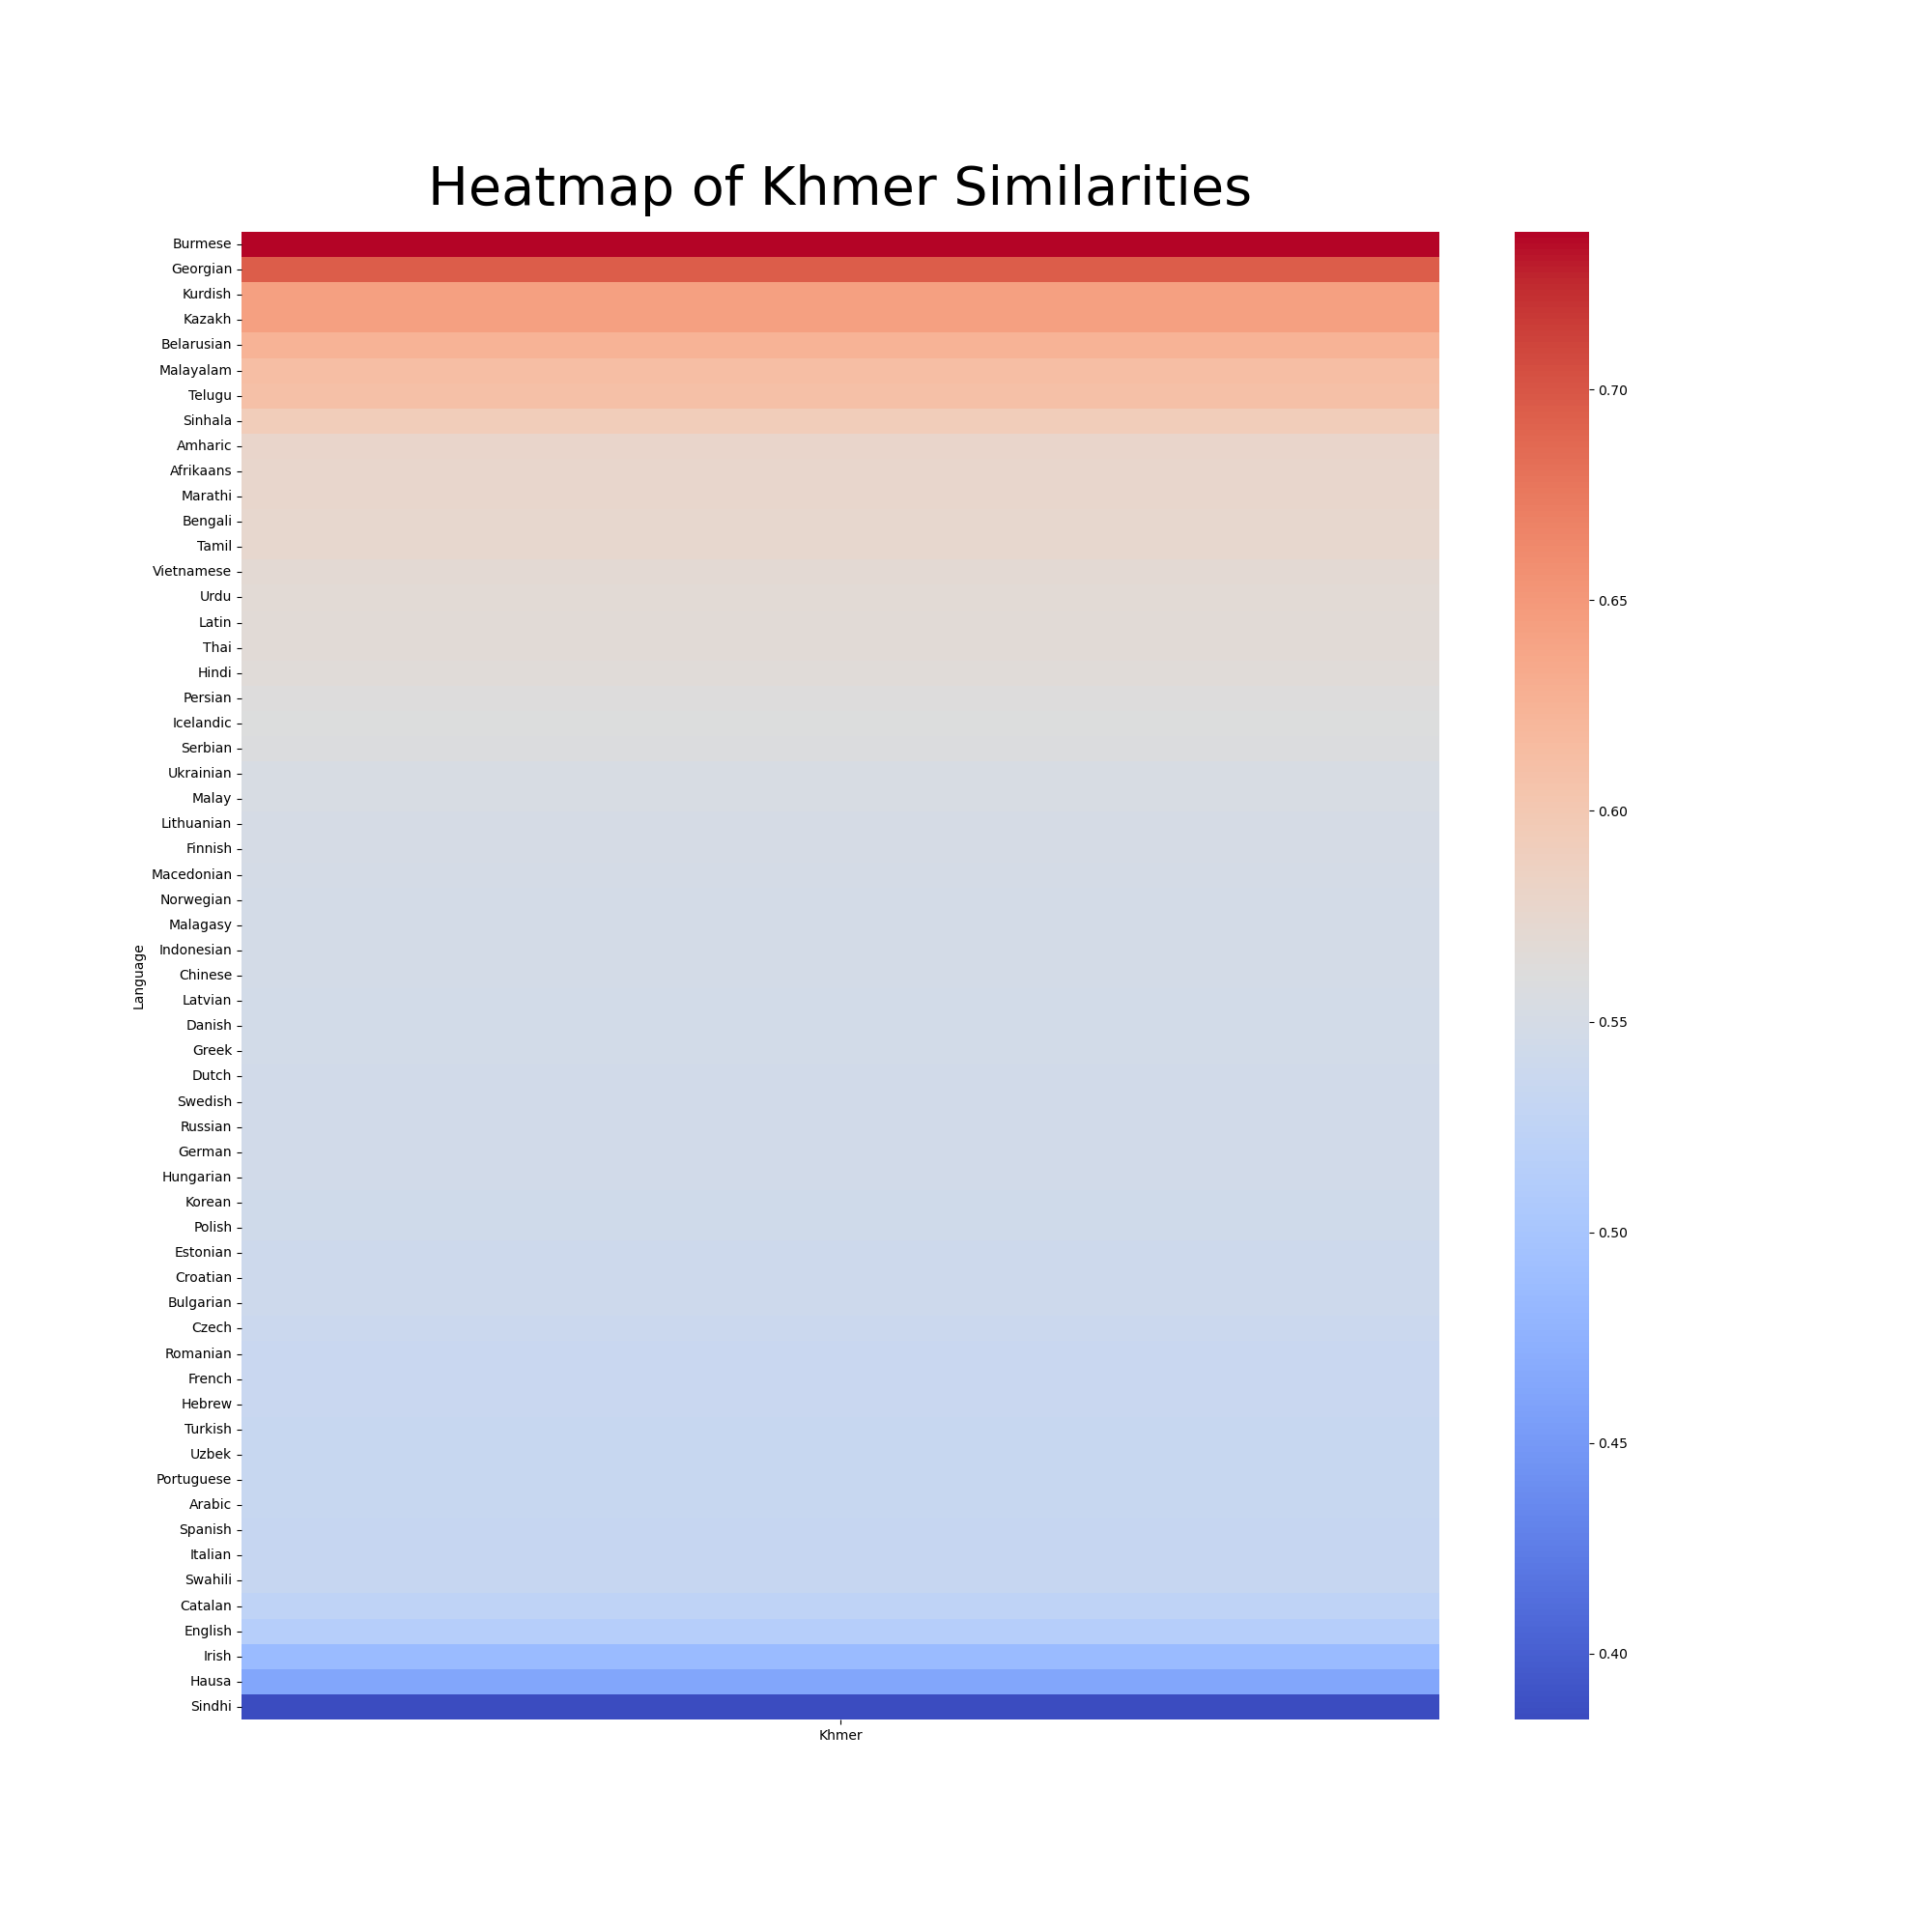 Heatmap of Khmer Similarities
Burmese
Georgian
Kurdish
Kazakh
Belarusian
Malayalam
Telugu
Sinhala
Amharic
Afrikaans
Marathi
Bengali
Tamil
Vietnamese
Urdu
Latin
Thai
Hindi
Persian
Icelandic
Serbian
Ukrainian
Malay
Lithuanian
Finnish
Macedonian
Norwegian
Malagasy
Indonesian
Chinese
Latvian
Danish
Greek
Dutch
Swedish
Russian
German
Hungarian
Korean
Polish
Estonian
Croatian
Bulgarian
Czech
Romanian
French
Hebrew
Turkish
Uzbek
Portuguese
Arabic
Spanish
Italian
Swahili
Catalan
English
Irish
Hausa
Sindhi
Language
Khmer
0.70
0.65
0.60
0.55
0.50
0.45
0.40